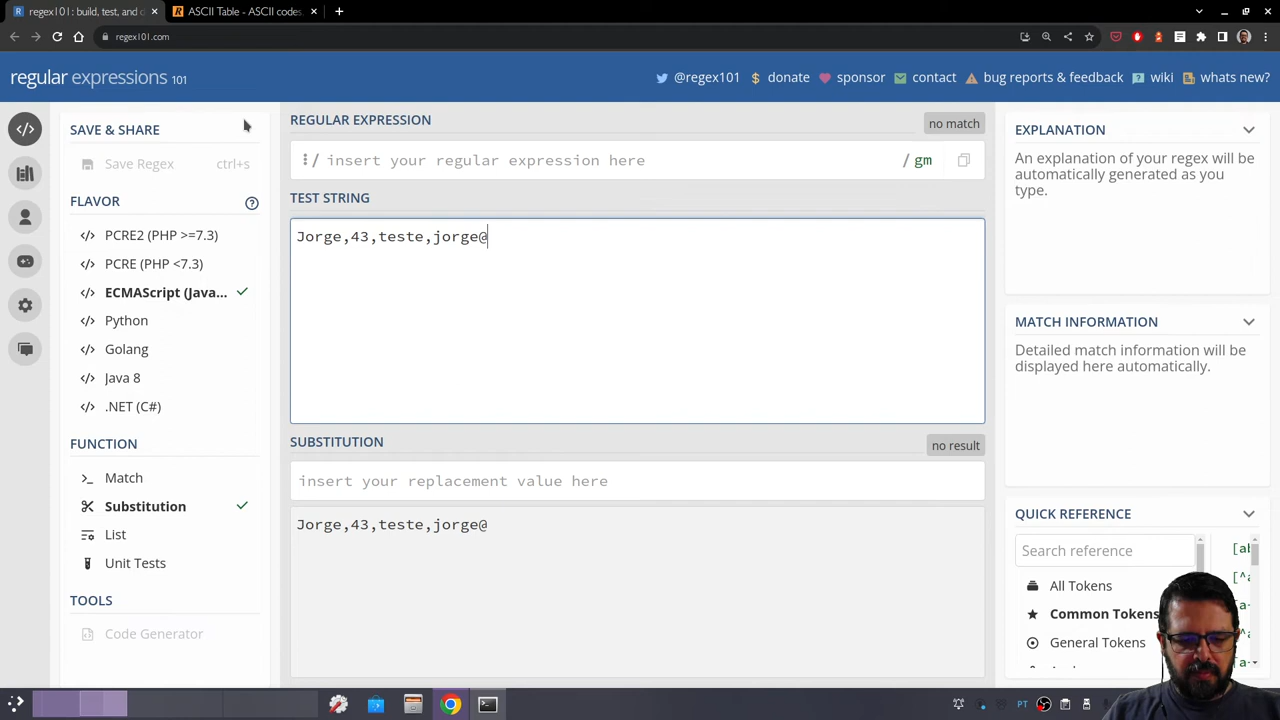 regex101: build, test, and d
ASCII Table - ASCII codes,
regex101.com
regular expressions 101
@regex101
donate
sponsor
contact
bug reports & feedback
wiki
whats new?
SAVE & SHARE
Save Regex ctrl+s
FLAVOR
PCRE2 (PHP >=7.3)
PCRE (PHP <7.3)
ECMAScript (Java...
Python
Golang
Java 8
.NET (C#)
FUNCTION
Match
Substitution
List
Unit Tests
TOOLS
Code Generator
REGULAR EXPRESSION
no match
/ insert your regular expression here / gm
TEST STRING
Jorge,43,teste,jorge@
SUBSTITUTION
no result
insert your replacement value here
Jorge,43,teste,jorge@
EXPLANATION
An explanation of your regex will be
automatically generated as you
type.
MATCH INFORMATION
Detailed match information will be
displayed here automatically.
QUICK REFERENCE
Search reference
All Tokens
Common Tokens
General Tokens
PT